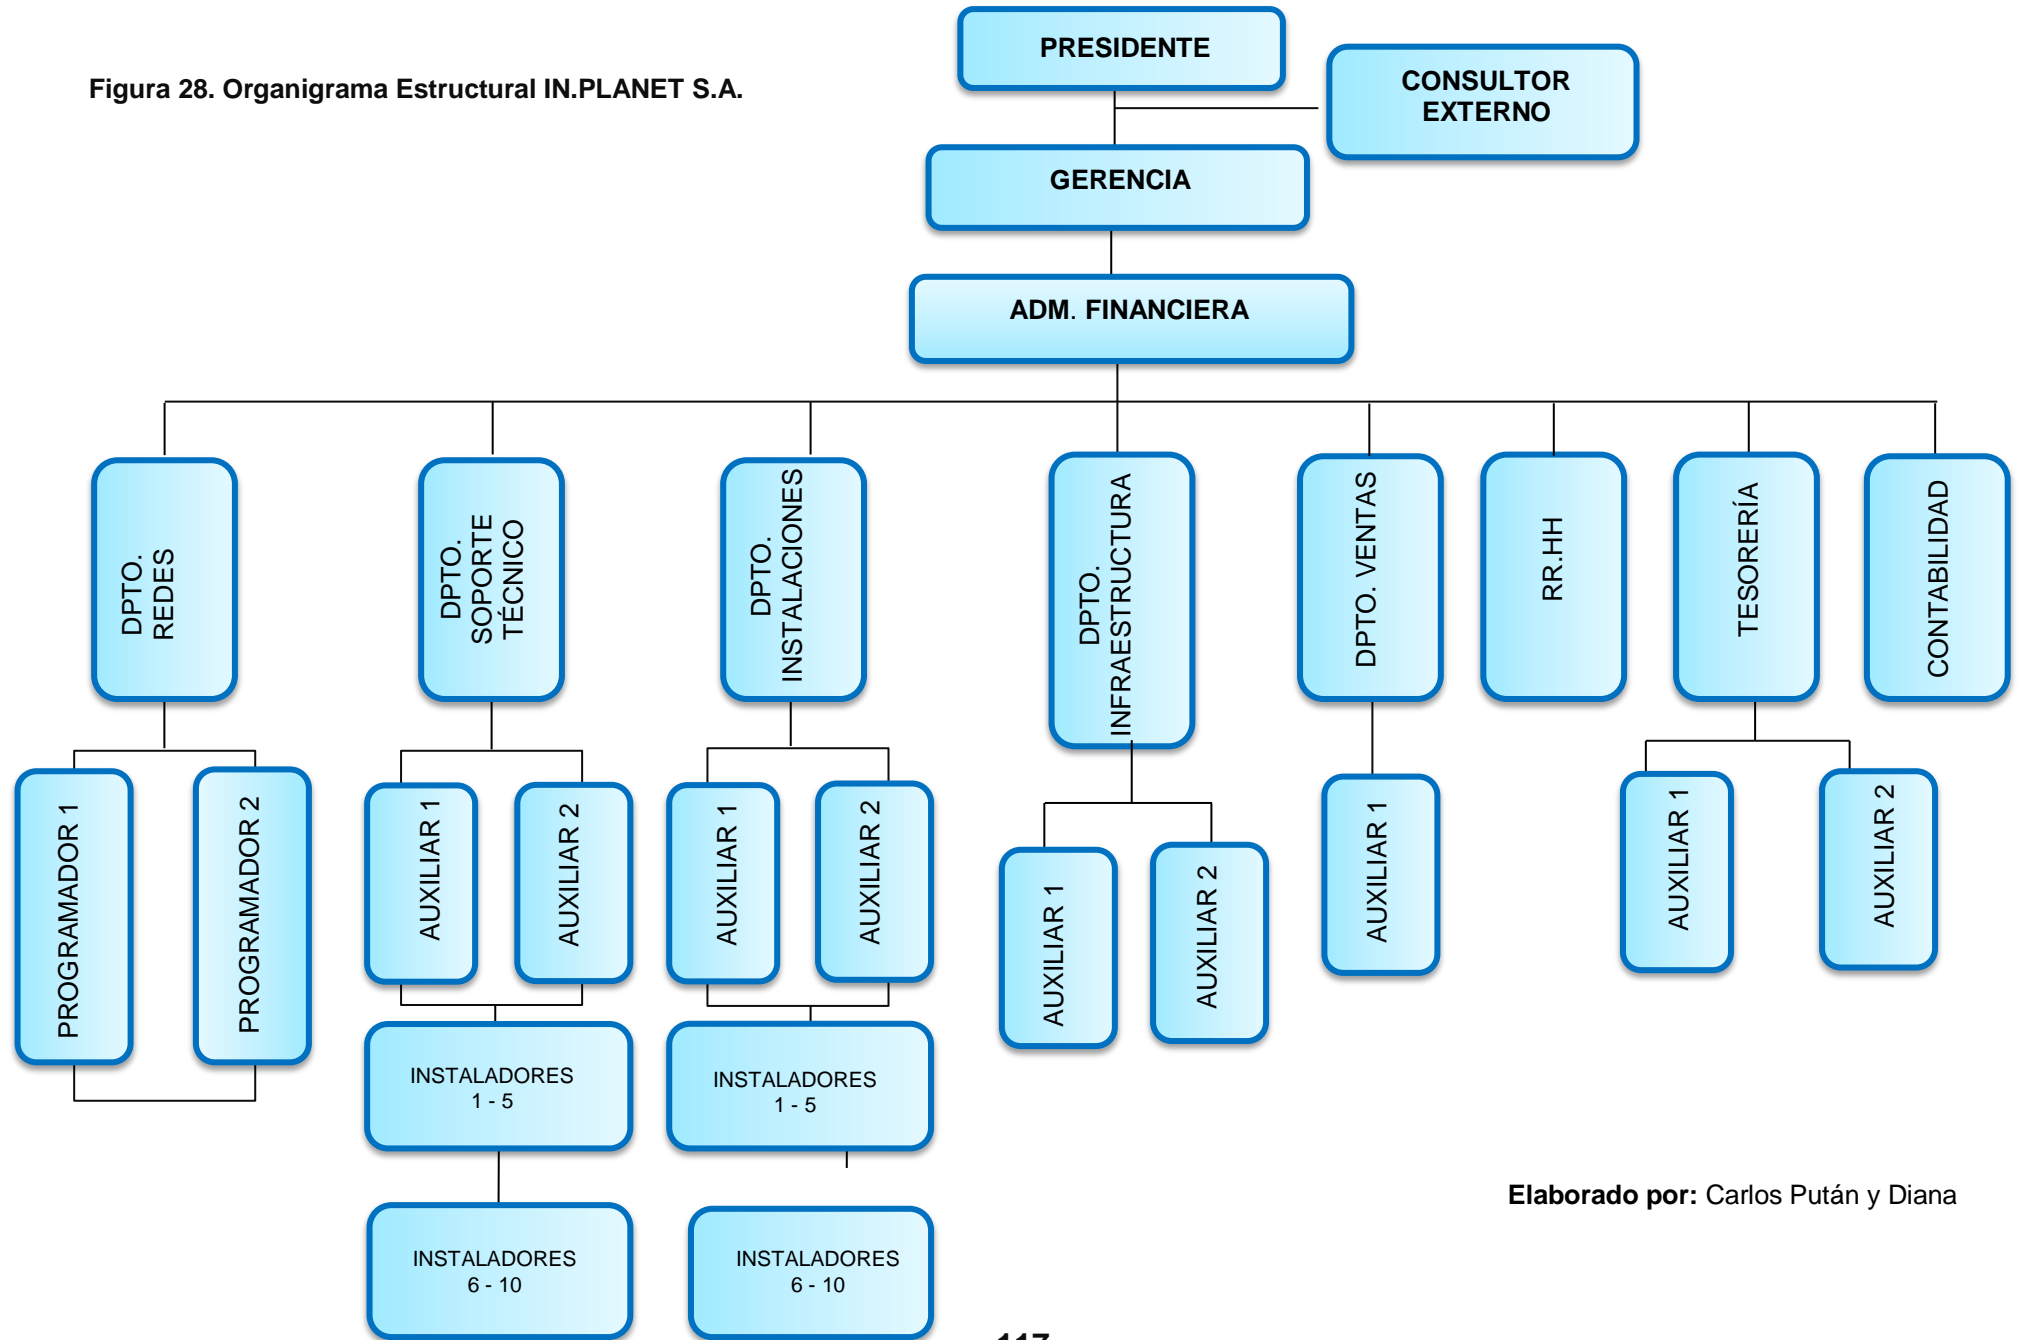 PRESIDENTE
Figura 28. Organigrama Estructural IN.PLANET S.A.
CONSULTOR
EXTERNO
GERENCIA
ADM. FINANCIERA
DPTO.
REDES
DPTO.
SOPORTE
TÉCNICO
DPTO.
INSTALACIONES
DPTO.
INFRAESTRUCTURA
DPTO. VENTAS
RR.HH
TESORERÍA
CONTABILIDAD
PROGRAMADOR 1
PROGRAMADOR 2
AUXILIAR 1
AUXILIAR 2
AUXILIAR 1
AUXILIAR 2
AUXILIAR 1
AUXILIAR 2
AUXILIAR 1
AUXILIAR 1
AUXILIAR 2
INSTALADORES
1 - 5
INSTALADORES
1 - 5
INSTALADORES
6 - 10
INSTALADORES
6 - 10
Elaborado por: Carlos Pután y Diana
117